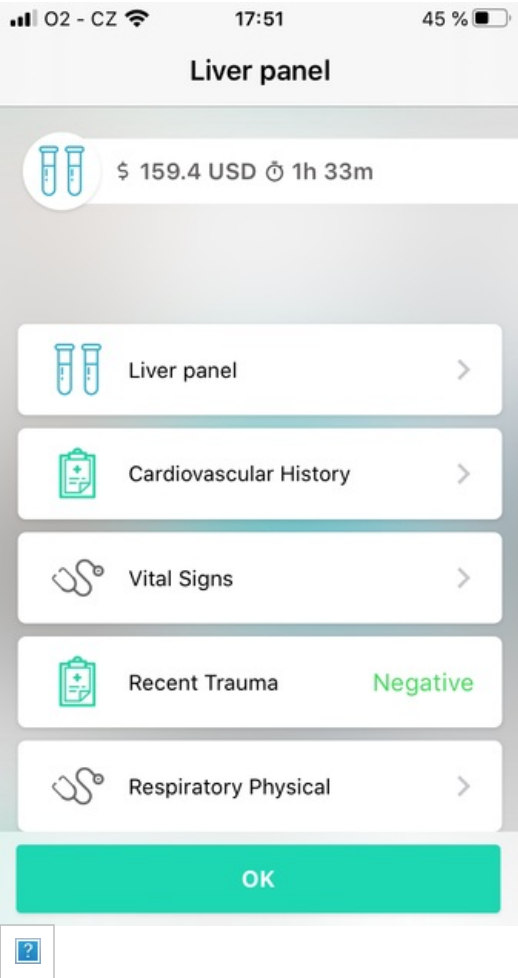 O2 - CZ 17:51 45 %
Liver panel
$ 159.4 USD 1h 33m
Liver panel
Cardiovascular History
Vital Signs
Recent Trauma Negative
Respiratory Physical
OK
?